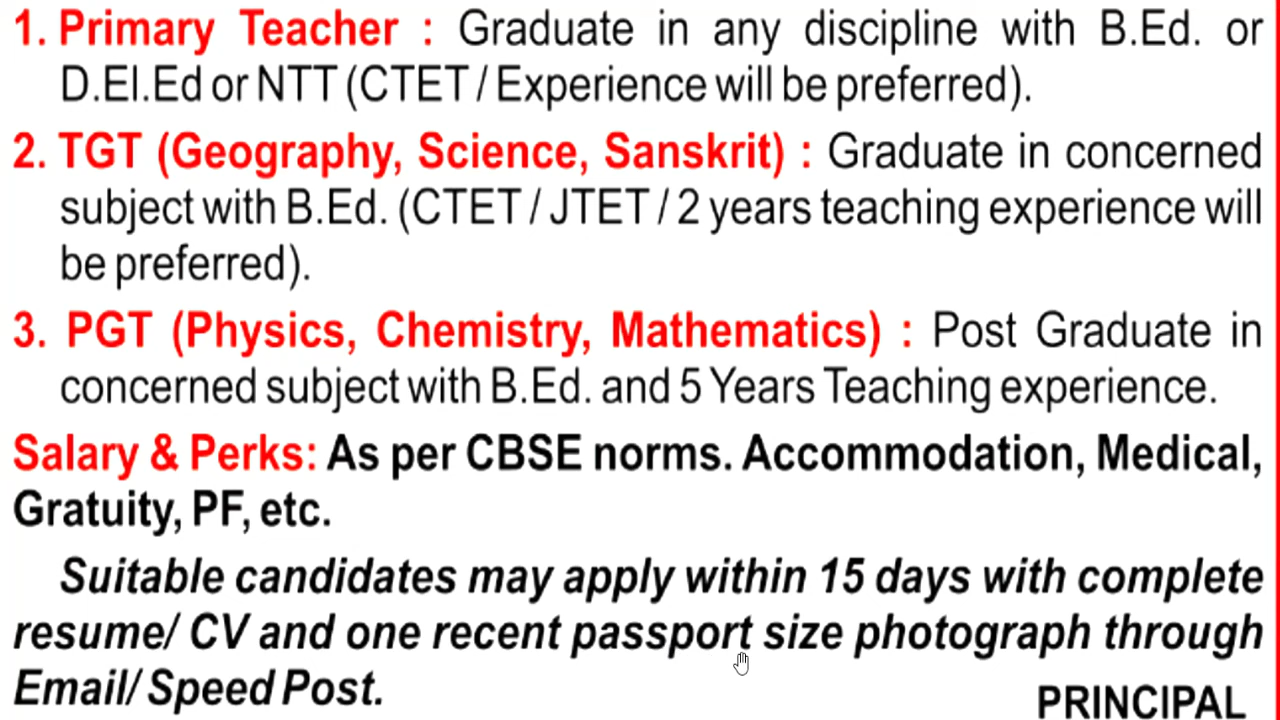 1. Primary Teacher : Graduate in any discipline with B.Ed. or
D.El.Ed or NTT (CTET / Experience will be preferred).
2. TGT (Geography, Science, Sanskrit) : Graduate in concerned
subject with B.Ed. (CTET / JTET / 2 years teaching experience will
be preferred).
3. PGT (Physics, Chemistry, Mathematics) : Post Graduate in
concerned subject with B.Ed. and 5 Years Teaching experience.
Salary & Perks: As per CBSE norms. Accommodation, Medical,
Gratuity, PF, etc.
Suitable candidates may apply within 15 days with complete
resume/ CV and one recent passport size photograph through
Email/ Speed Post.
PRINCIPAL